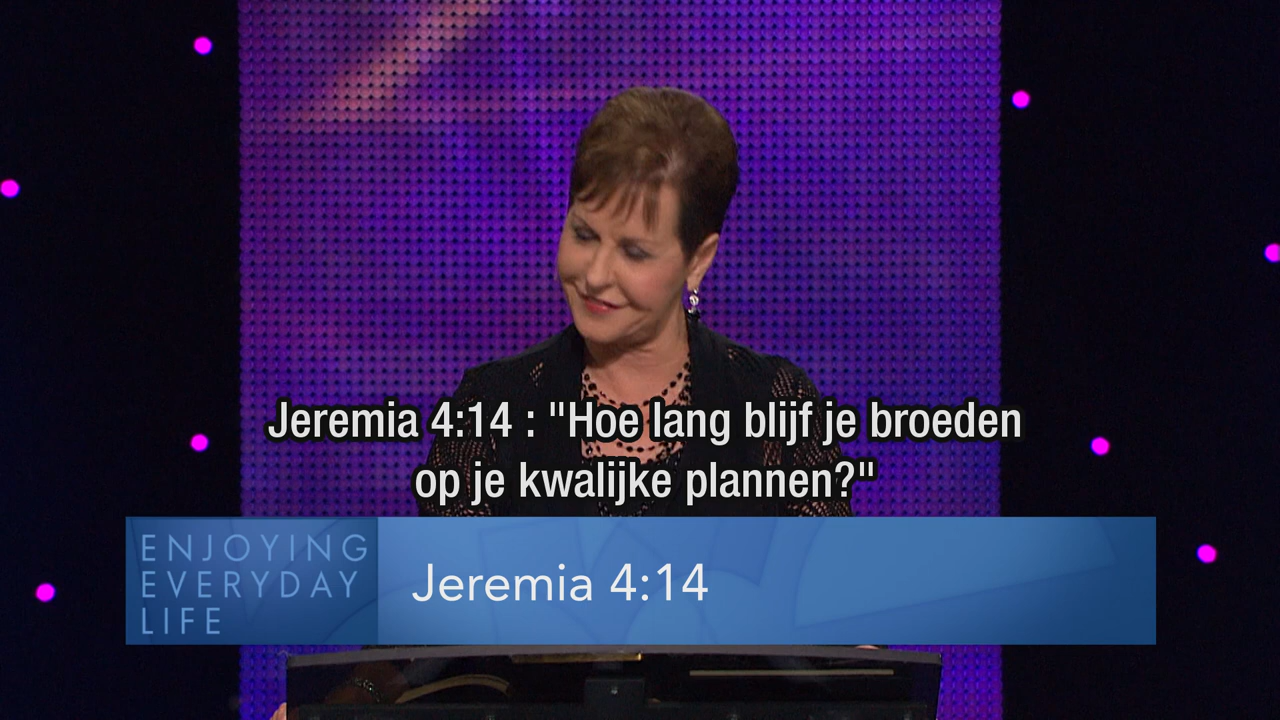 Jeremia 4:14 : "Hoe lang blijf je broeden
op je kwalijke plannen?"
ENJOYING
EVERYDAY
LIFE
Jeremia 4:14